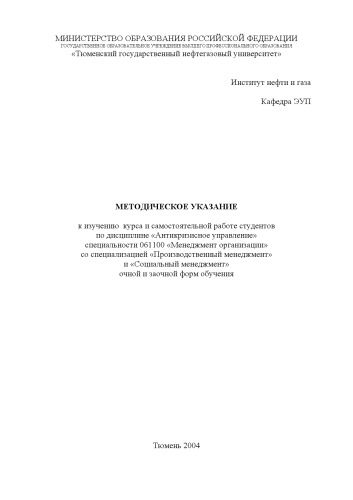 МИНИСТЕРСТВО ОБРАЗОВАНИЯ РОССИЙСКОЙ ФЕДЕРАЦИИ
ГОСУДАРСТВЕННОЕ ОБРАЗОВАТЕЛЬНОЕ УЧРЕЖДЕНИЕ ВЫСШЕГО ПРОФЕССИОНАЛЬНОГО ОБРАЗОВАНИЯ
«Тюменский государственный нефтегазовый университет»
Институт нефти и газа
Кафедра ЭУП
МЕТОДИЧЕСКОЕ УКАЗАНИЕ
к изучению курса и самостоятельной работе студентов
по дисциплине «Антикризисное управление»
специальности 061100 «Менеджмент организации»
со специализацией «Производственный менеджмент»
и «Социальный менеджмент»
очной и заочной форм обучения
Тюмень 2004